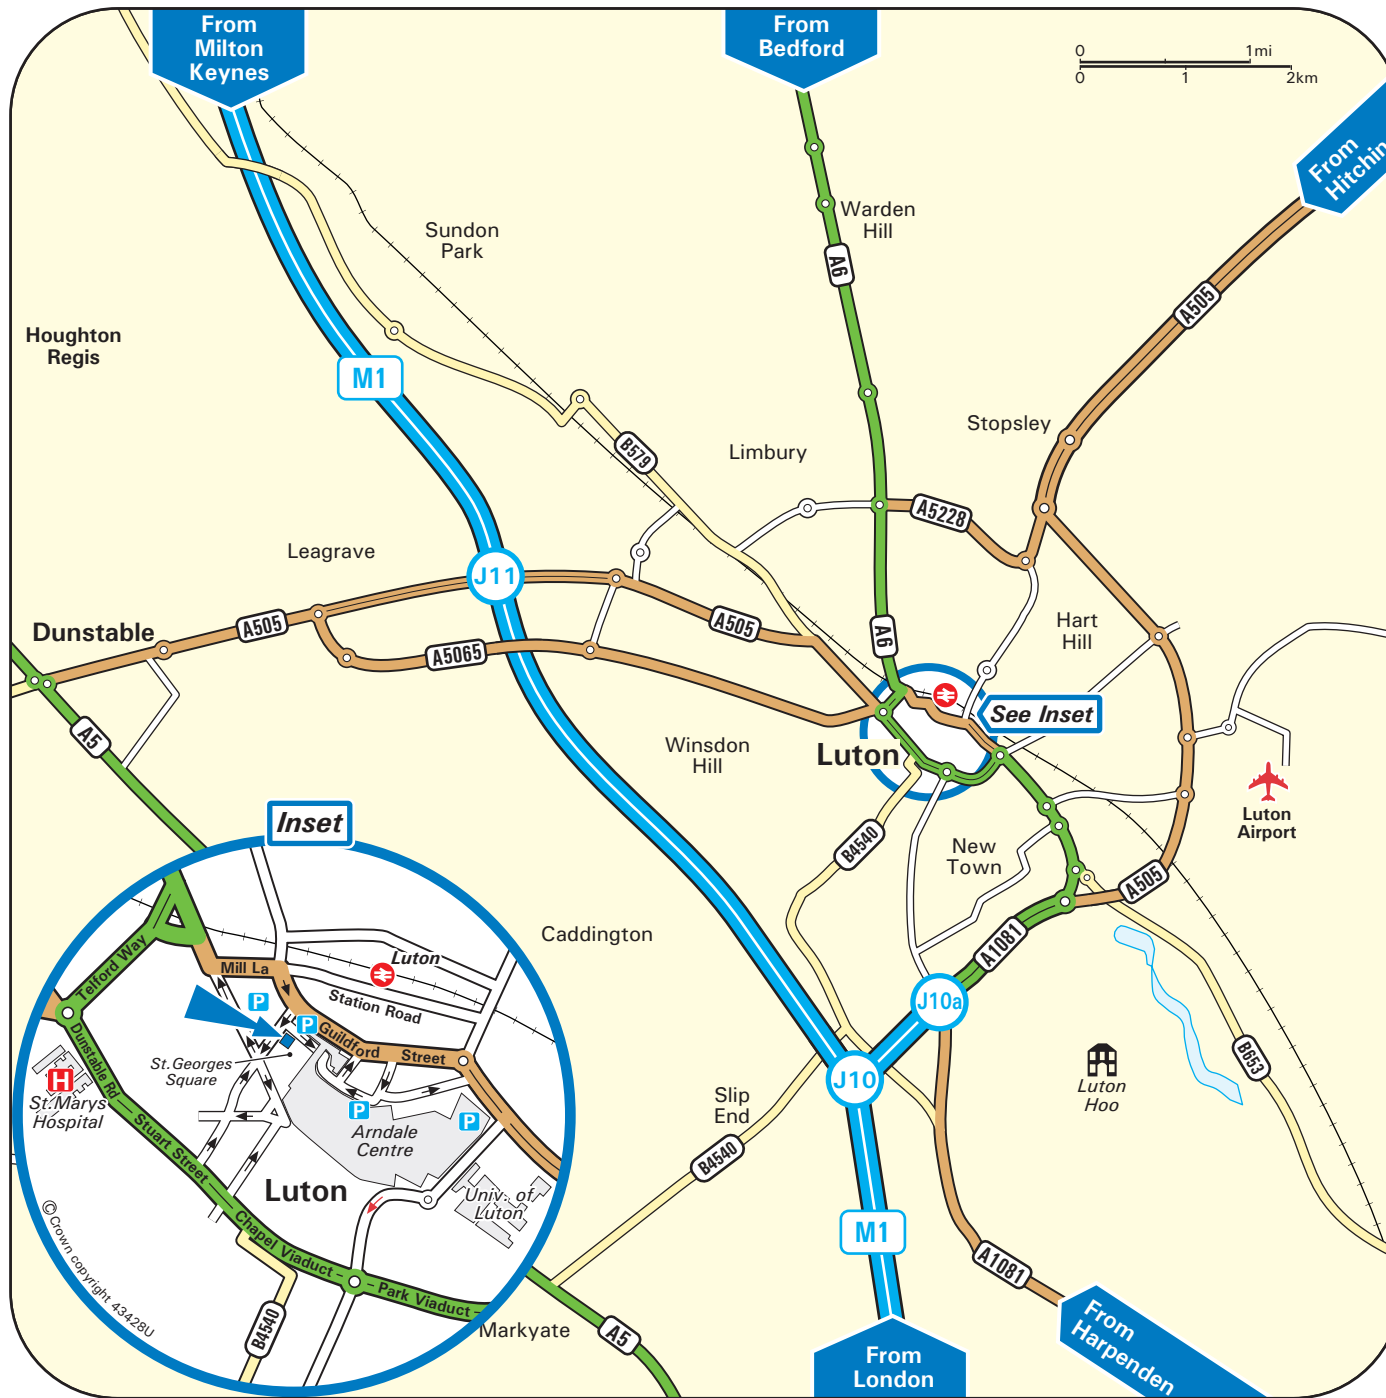 From
Milton
Keynes
From
Bedford
0
1mi
0
1
2km
From
Hitchin
Warden
Hill
Sundon
Park
A6
A505
Houghton
Regis
M1
Stopsley
B579
Limbury
A5228
Leagrave
J11
Hart
Hill
Dunstable
A505
A505
A6
A5065
See Inset
A5
Winsdon
Hill
Luton
Luton
Airport
Inset
B4540
New
Town
A505
Caddington
A1081
Telford Way
Luton
Mill La
Station Road
P
P
Guildford Street
J10a
St.Georges
Square
Dunstable Rd
H
St.Marys
Hospital
J10
B653
Luton
Hoo
Slip
End
P
P
Arndale
Centre
Stuart Street
B4540
Luton
Univ. of
Luton
Chapel Viaduct
M1
A1081
Park Viaduct
© Crown copyright 43428U
B4540
Markyate
A5
From
London
From
Harpenden